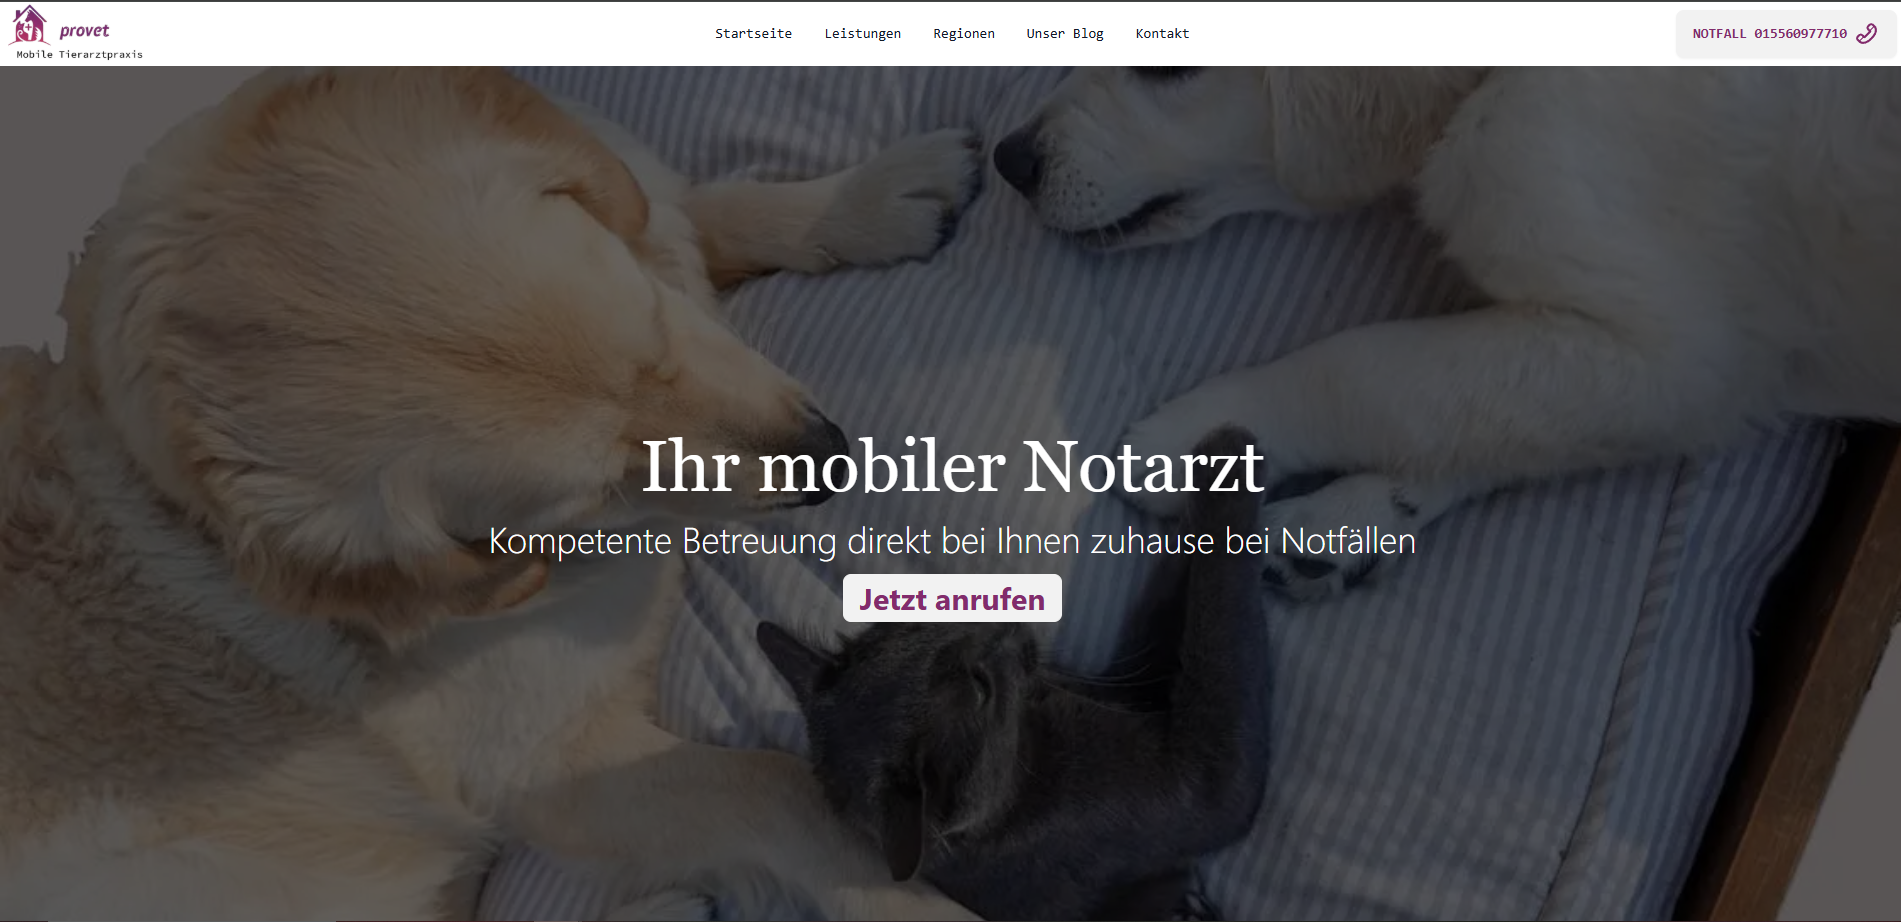 provet
Mobile Tierarztpraxis
Startseite
Leistungen
Regionen
Unser Blog
Kontakt
NOTFALL 015560977710
Ihr mobiler Notarzt
Kompetente Betreuung direkt bei Ihnen zuhause bei Notfällen
Jetzt anrufen